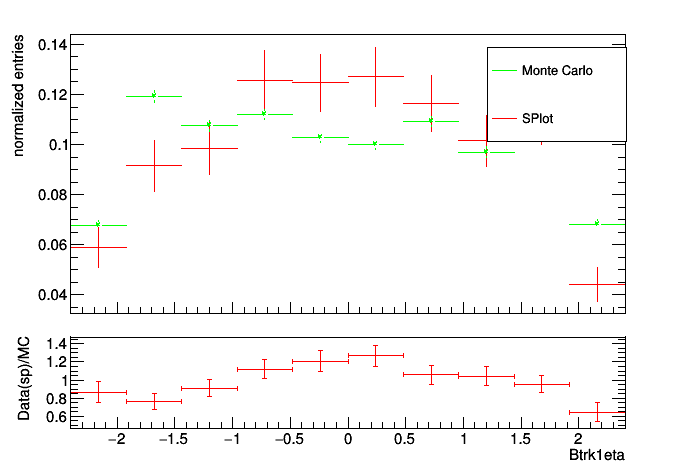 normalized entries
0.14
0.12
0.1
0.08
0.06
0.04
Monte Carlo
SPlot
Data(sp)/MC
1.4
1.2
1
0.8
0.6
−2 −1.5 −1 −0.5 0 0.5 1 1.5 2
Btrk1eta